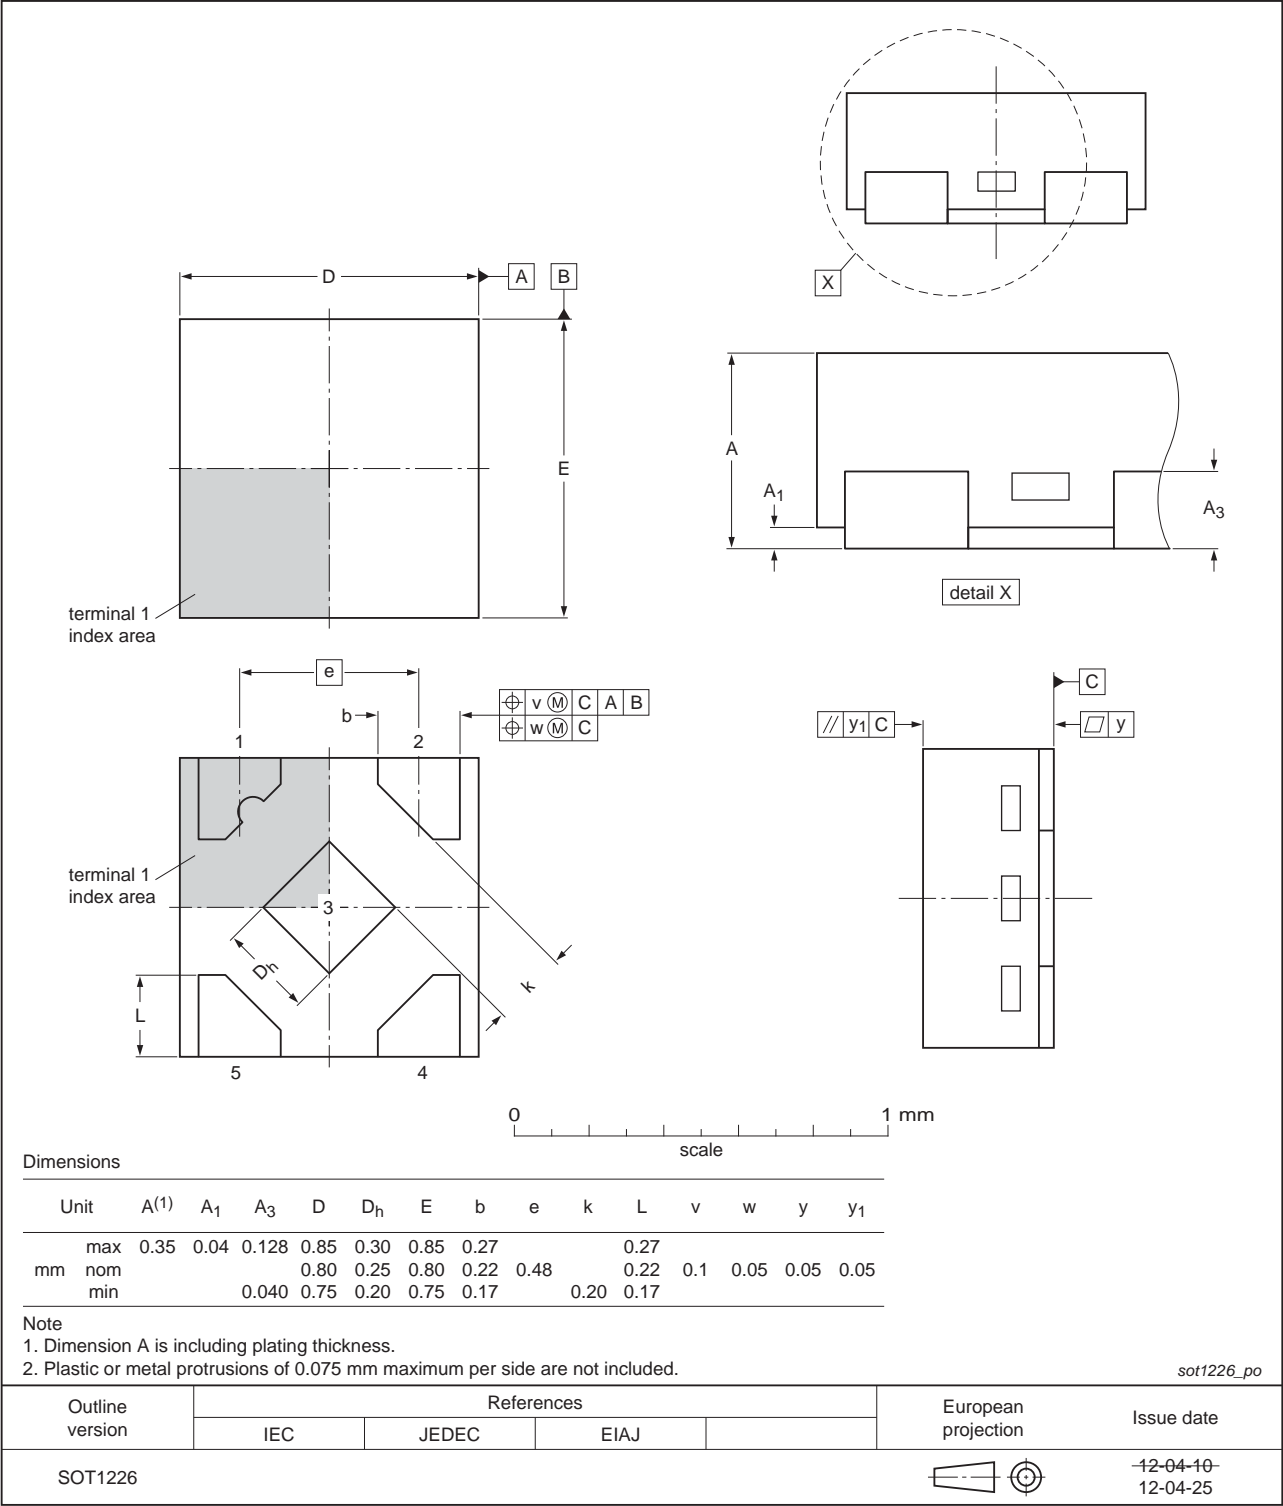 X
D
A
B
E
terminal 1
index area
A
A1
A3
detail X
e
b
v M C A B
w M C
1
2
C
y1 C
y
terminal 1
index area
3
Dh
k
L
5
4
0
1 mm
scale
Dimensions
Unit A(1) A1 A3 D Dh E b e k L v w y y1
max 0.35 0.04 0.128 0.85 0.30 0.85 0.27 0.27
mm nom 0.80 0.25 0.80 0.22 0.48 0.22 0.1 0.05 0.05 0.05
min 0.040 0.75 0.20 0.75 0.17 0.20 0.17
Note
1. Dimension A is including plating thickness.
2. Plastic or metal protrusions of 0.075 mm maximum per side are not included.
sot1226_po
Outline
version
References
IEC JEDEC EIAJ
European
projection
Issue date
SOT1226
12-04-10
12-04-25